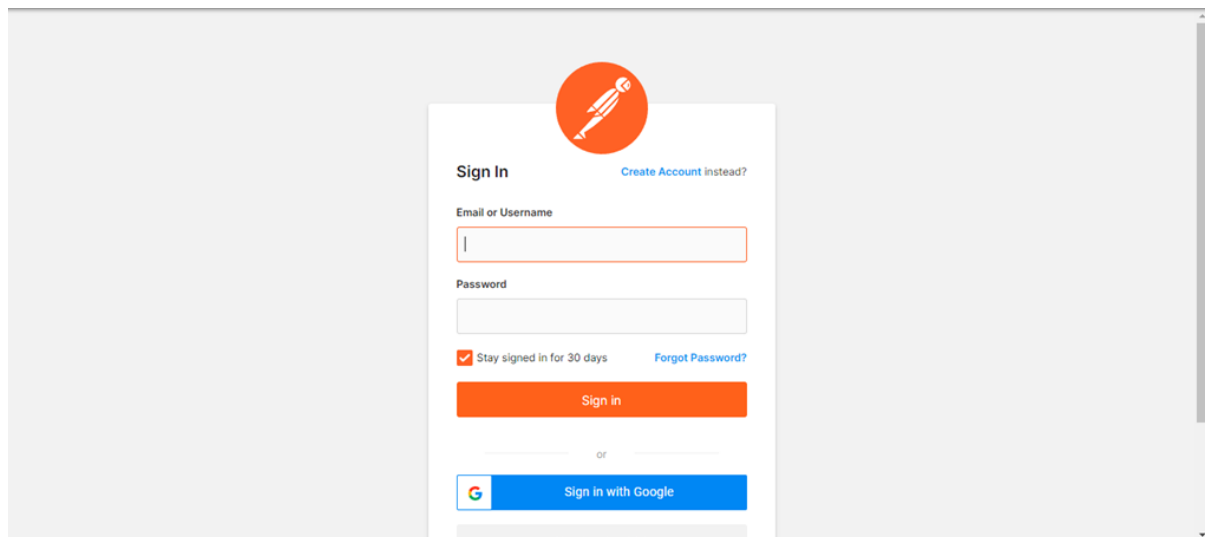 Sign In
Create Account instead?
Email or Username
Password
Stay signed in for 30 days
Forgot Password?
Sign in
or
Sign in with Google